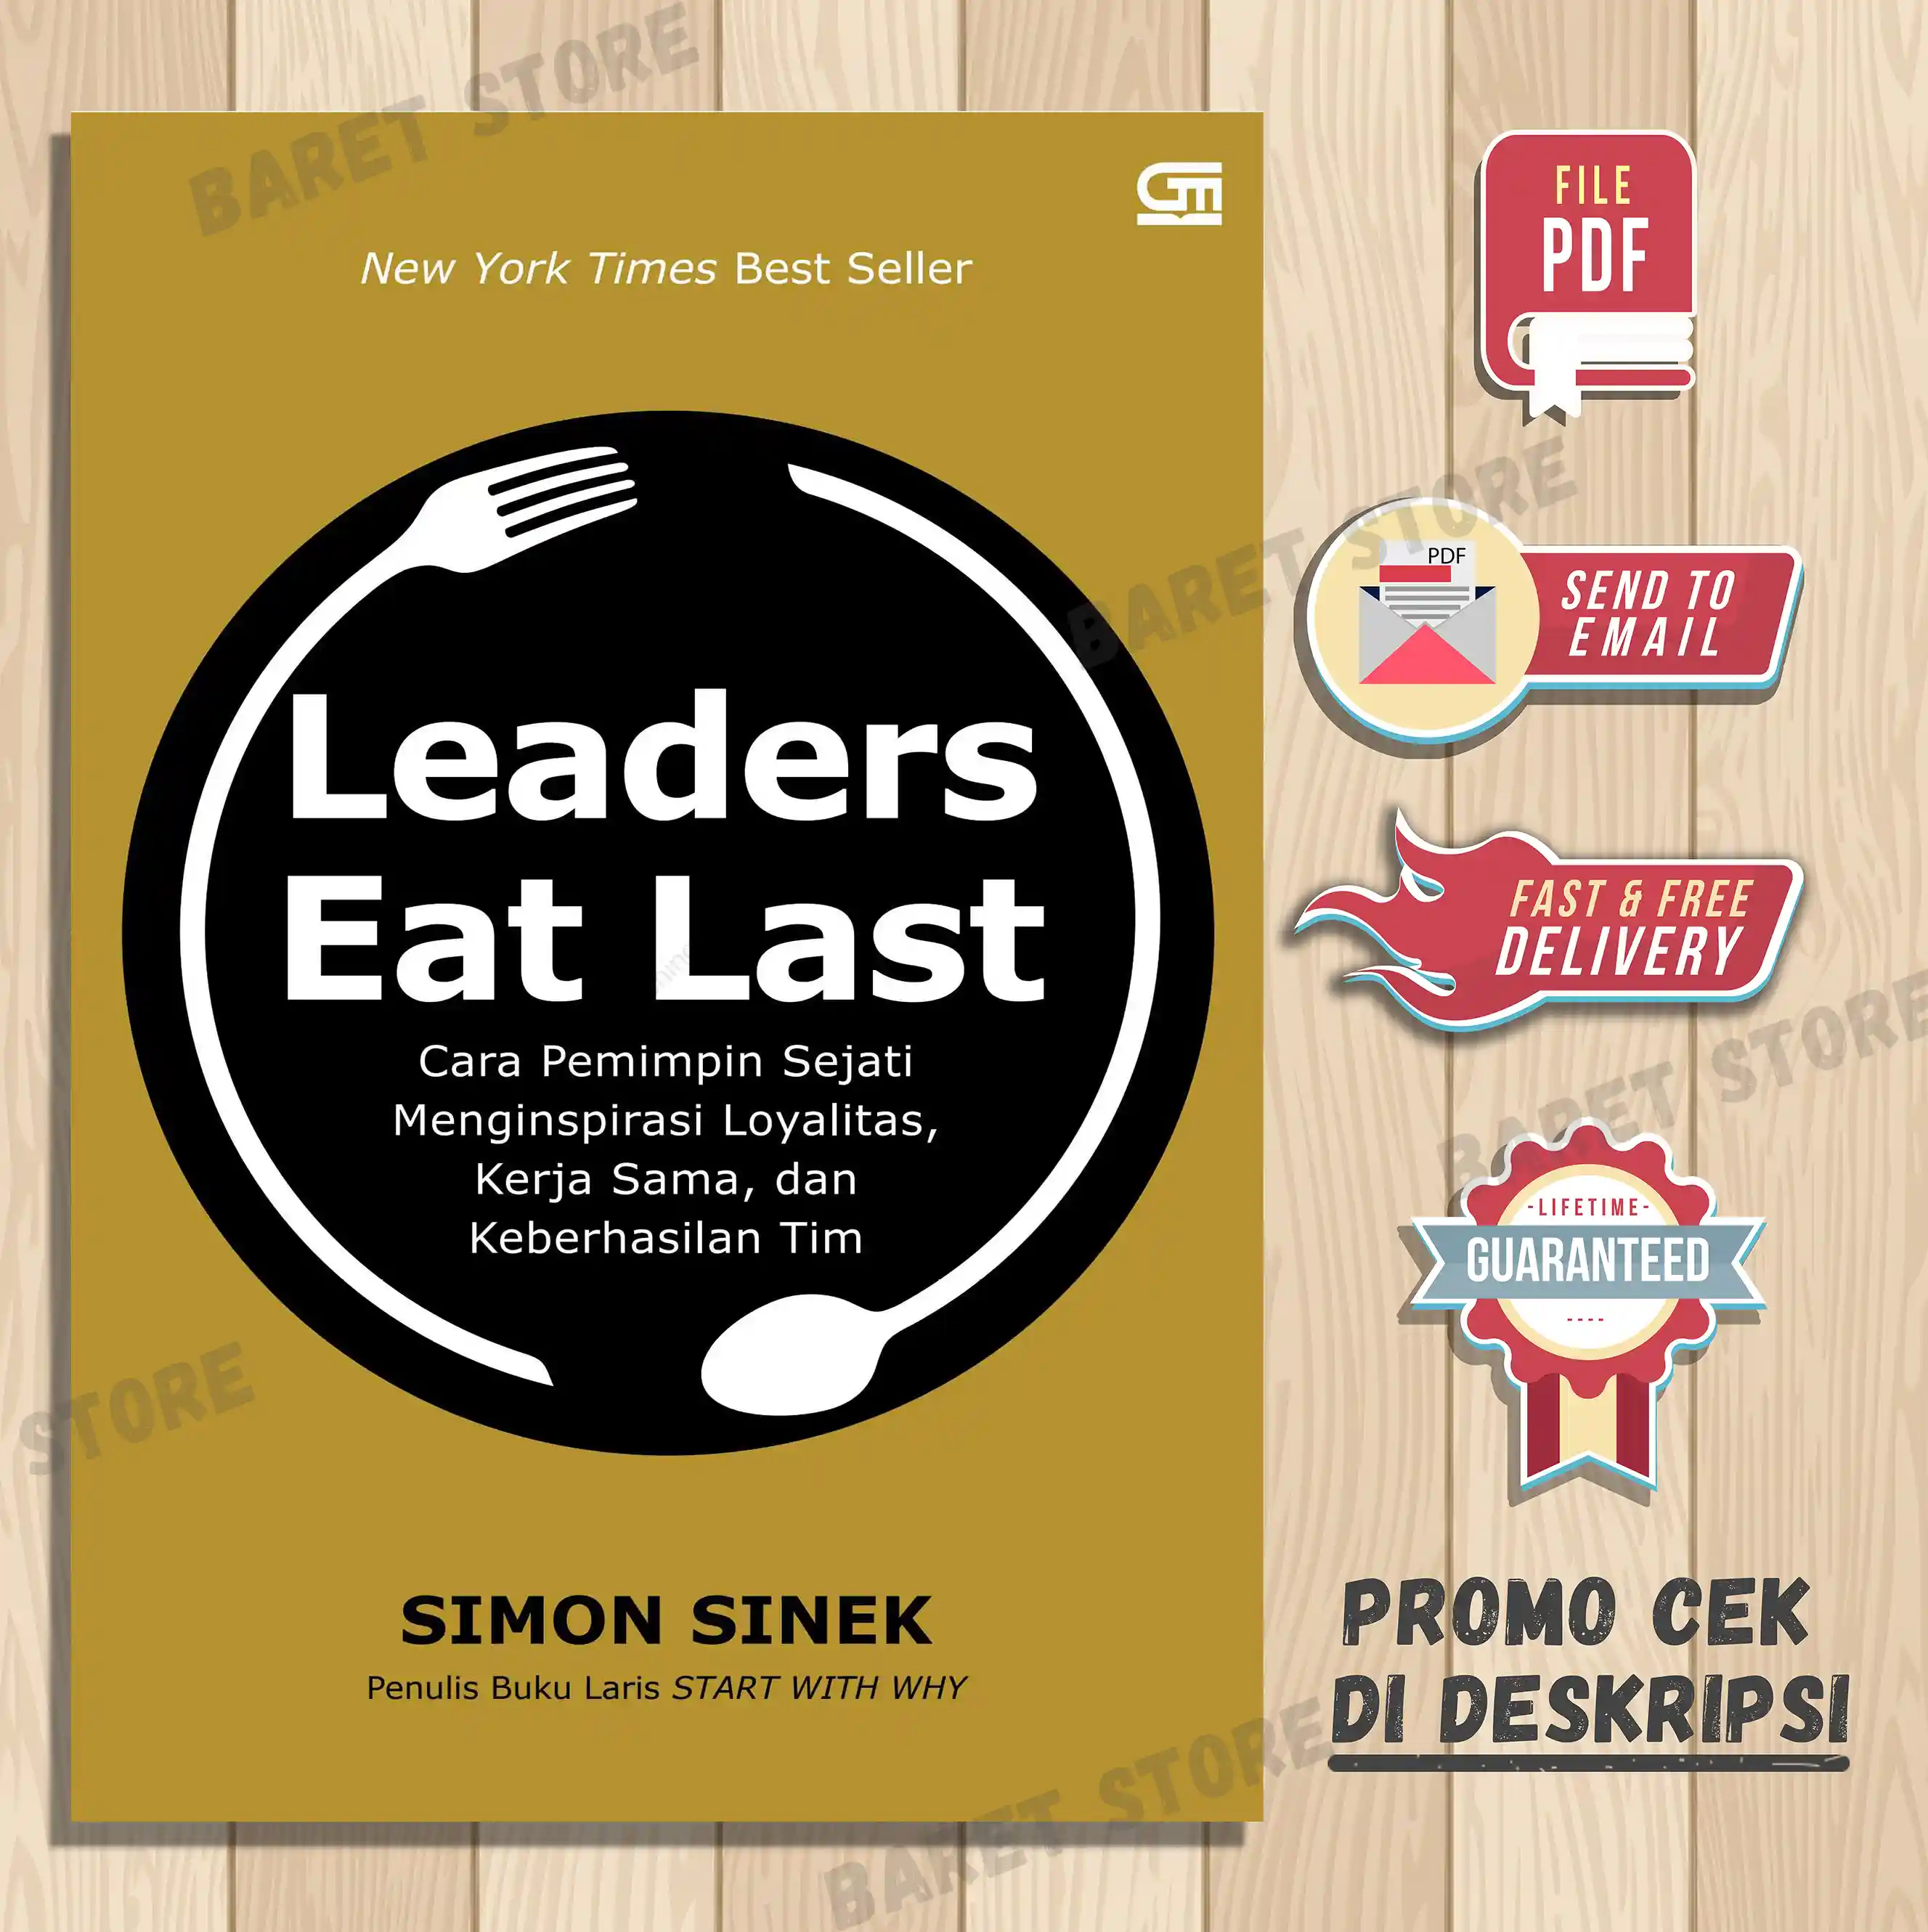 BARET STORE
New York Times Best Seller
GM
Leaders
Eat Last
Cara Pemimpin Sejati
Menginspirasi Loyalitas,
Kerja Sama, dan
Keberhasilan Tim
SIMON SINEK
Penulis Buku Laris START WITH WHY
FILE
PDF
BARET STORE
PDF
SEND TO
EMAIL
FAST & FREE
DELIVERY
BARET STORE
-LIFETIME-
GUARANTEED
----
STORE
PROMO CEK
DI DESKRIPSI
BARET STORE